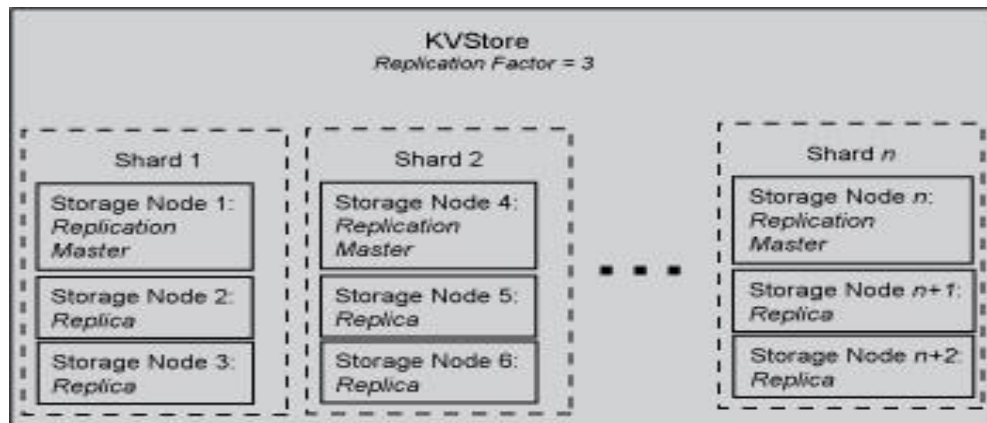 KVStore
Replication Factor = 3
Shard 1
Storage Node 1:
Replication
Master
Storage Node 2:
Replica
Storage Node 3:
Replica
Shard 2
Storage Node 4:
Replication
Master
Storage Node 5:
Replica
Storage Node 6:
Replica
Shard n
Storage Node n:
Replication
Master
Storage Node n+1:
Replica
Storage Node n+2:
Replica